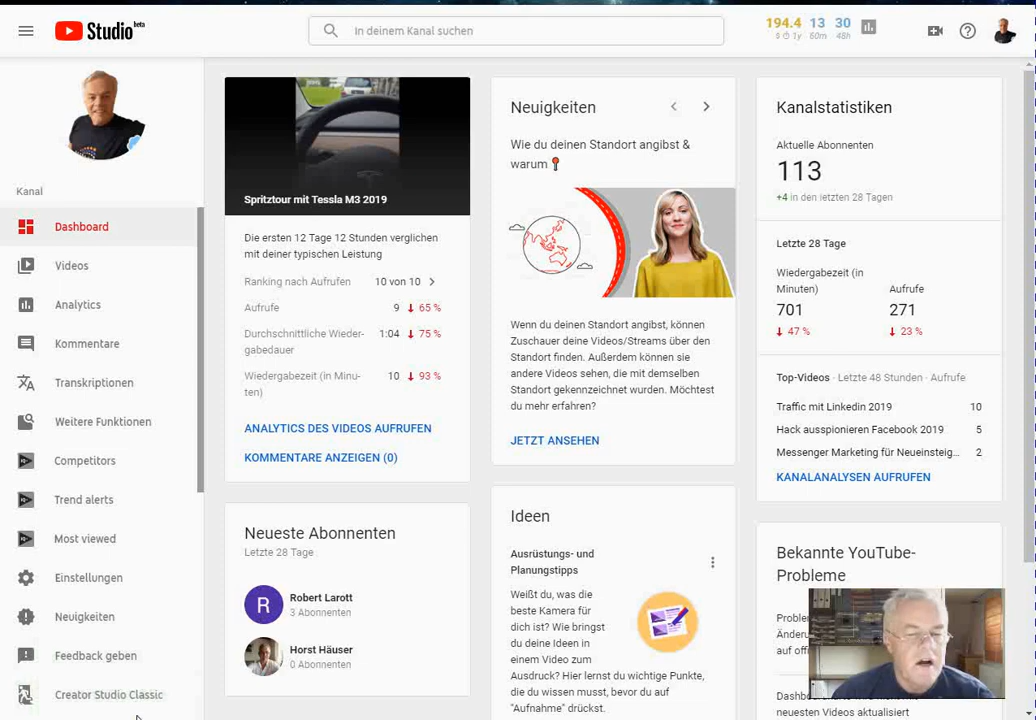 Studio beta
In deinem Kanal suchen
194.4 13 30
$ ⏱ 1y 60m 48h
Kanal
Dashboard
Videos
Analytics
Kommentare
Transkriptionen
Weitere Funktionen
Competitors
Trend alerts
Most viewed
Einstellungen
Neuigkeiten
Feedback geben
Creator Studio Classic
Spritztour mit Tessla M3 2019
Die ersten 12 Tage 12 Stunden verglichen
mit deiner typischen Leistung
Ranking nach Aufrufen 10 von 10
Aufrufe 9 65 %
Durchschnittliche Wieder-
gabedauer 1:04 75 %
Wiedergabezeit (in Minu-
ten) 10 93 %
ANALYTICS DES VIDEOS AUFRUFEN
KOMMENTARE ANZEIGEN (0)
Neueste Abonnenten
Letzte 28 Tage
R
Robert Larott
3 Abonnenten
Horst Häuser
0 Abonnenten
Neuigkeiten
Wie du deinen Standort angibst &
warum
Wenn du deinen Standort angibst, können
Zuschauer deine Videos/Streams über den
Standort finden. Außerdem können sie
andere Videos sehen, die mit demselben
Standort gekennzeichnet wurden. Möchtest
du mehr erfahren?
JETZT ANSEHEN
Ideen
Ausrüstungs- und
Planungstipps
Weißt du, was die
beste Kamera für
dich ist? Wie bringst
du deine Ideen in
einem Video zum
Ausdruck? Hier lernst du wichtige Punkte,
die du wissen musst, bevor du auf
"Aufnahme" drückst.
Kanalstatistiken
Aktuelle Abonnenten
113
+4 in den letzten 28 Tagen
Letzte 28 Tage
Wiedergabezeit (in
Minuten) Aufrufe
701 271
47 % 23 %
Top-Videos · Letzte 48 Stunden · Aufrufe
Traffic mit Linkedin 2019 10
Hack ausspionieren Facebook 2019 5
Messenger Marketing für Neueinsteig... 2
KANALANALYSEN AUFRUFEN
Bekannte YouTube-
Probleme
Proble
Änder
auf off
Dashbo
neuesten Videos aktualisiert